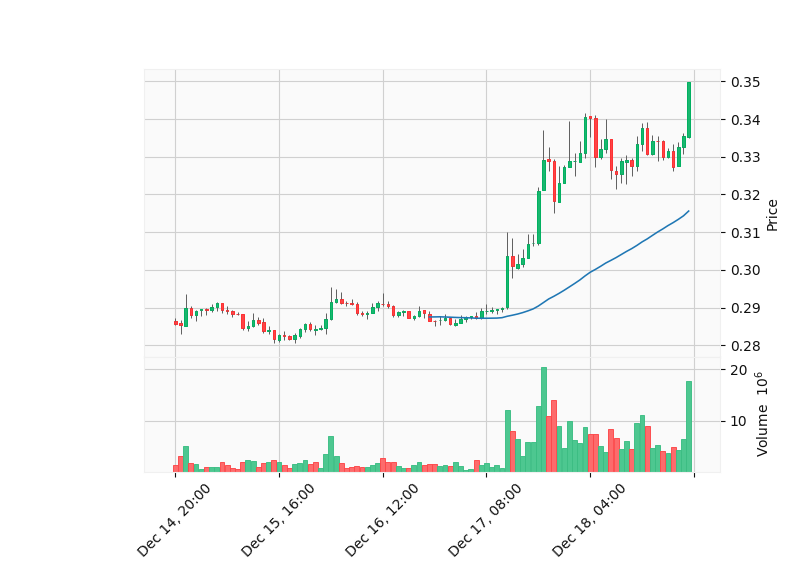 0.35
0.34
0.33
0.32
0.31
0.30
0.29
0.28
Price
20
10
Volume 10^6
Dec 14, 20:00
Dec 15, 16:00
Dec 16, 12:00
Dec 17, 08:00
Dec 18, 04:00